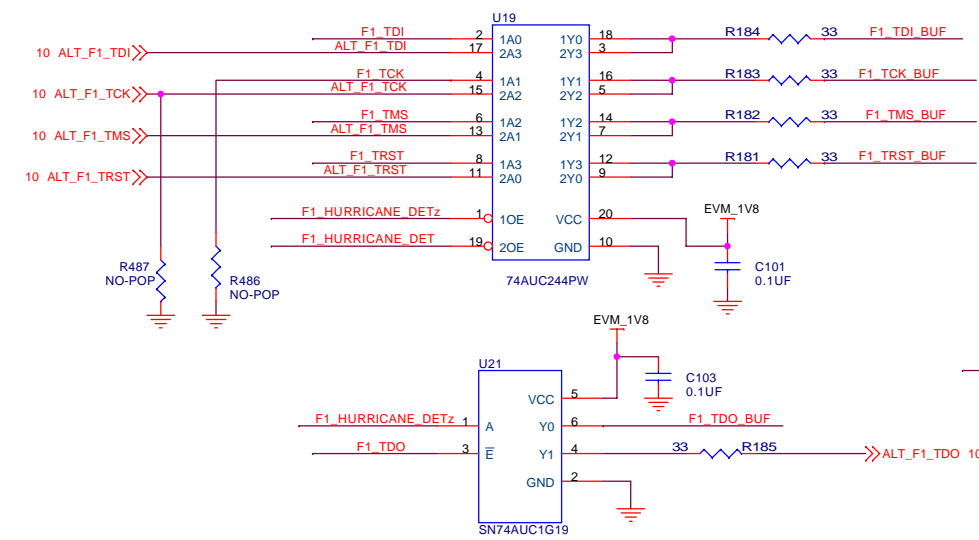 U19
F1_TDI 2 1A0 1Y0 18 R184 33 F1_TDI_BUF
10 ALT_F1_TDI ALT_F1_TDI 17 2A3 2Y3 3
F1_TCK 4 1A1 1Y1 16 R183 33 F1_TCK_BUF
10 ALT_F1_TCK ALT_F1_TCK 15 2A2 2Y2 5
F1_TMS 6 1A2 1Y2 14 R182 33 F1_TMS_BUF
10 ALT_F1_TMS ALT_F1_TMS 13 2A1 2Y1 7
F1_TRST 8 1A3 1Y3 12 R181 33 F1_TRST_BUF
10 ALT_F1_TRST ALT_F1_TRST 11 2A0 2Y0 9
EVM_1V8
F1_HURRICANE_DETz 1 1OE VCC 20
F1_HURRICANE_DET 19 2OE GND 10
R487
NO-POP
R486
NO-POP
74AUC244PW
C101
0.1UF
EVM_1V8
U21
C103
0.1UF
VCC 5
F1_HURRICANE_DETz 1 A Y0 6 F1_TDO_BUF
F1_TDO 3 E Y1 4 33 R185 ALT_F1_TDO 10
GND 2
SN74AUC1G19